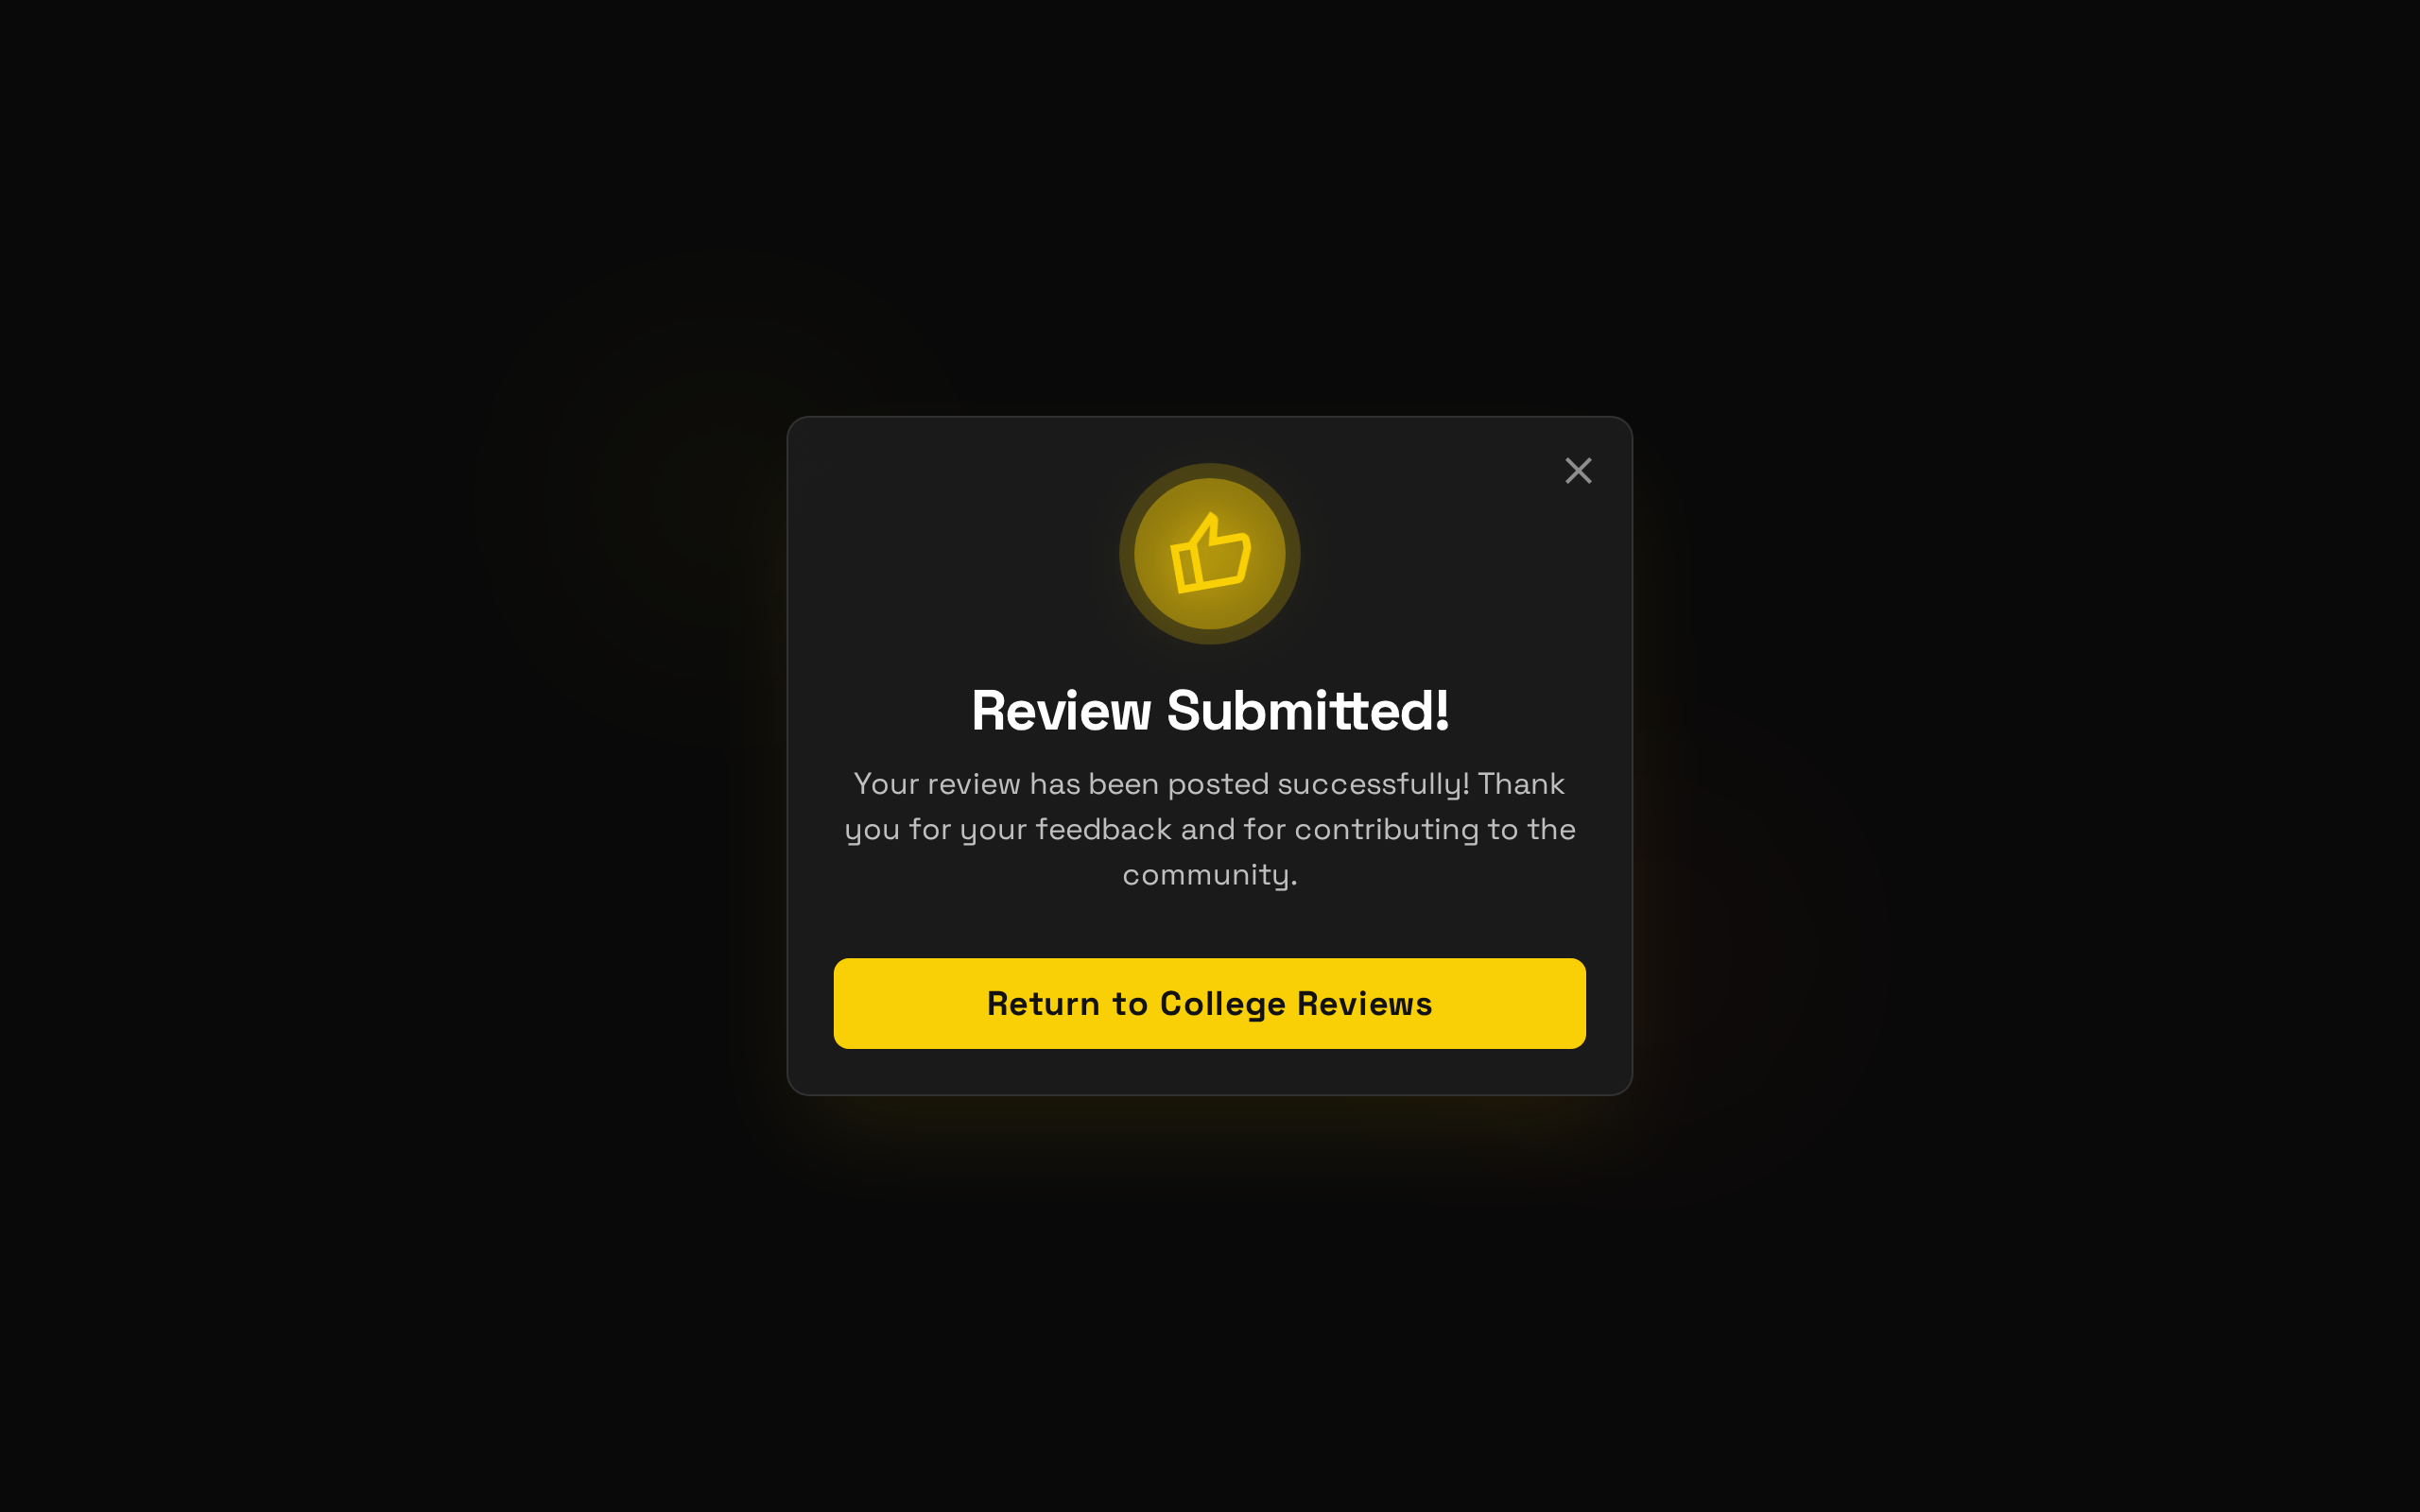 Review Submitted!
Your review has been posted successfully! Thank
you for your feedback and for contributing to the
community.
Return to College Reviews